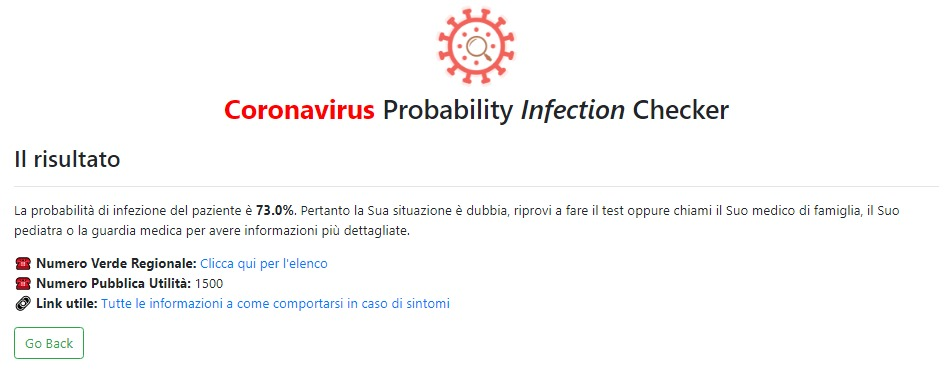 Coronavirus Probability Infection Checker
Il risultato
La probabilità di infezione del paziente è 73.0%. Pertanto la Sua situazione è dubbia, riprovi a fare il test oppure chiami il Suo medico di famiglia, il Suo
pediatra o la guardia medica per avere informazioni più dettagliate.
Numero Verde Regionale: Clicca qui per l'elenco
Numero Pubblica Utilità: 1500
Link utile: Tutte le informazioni a come comportarsi in caso di sintomi
Go Back